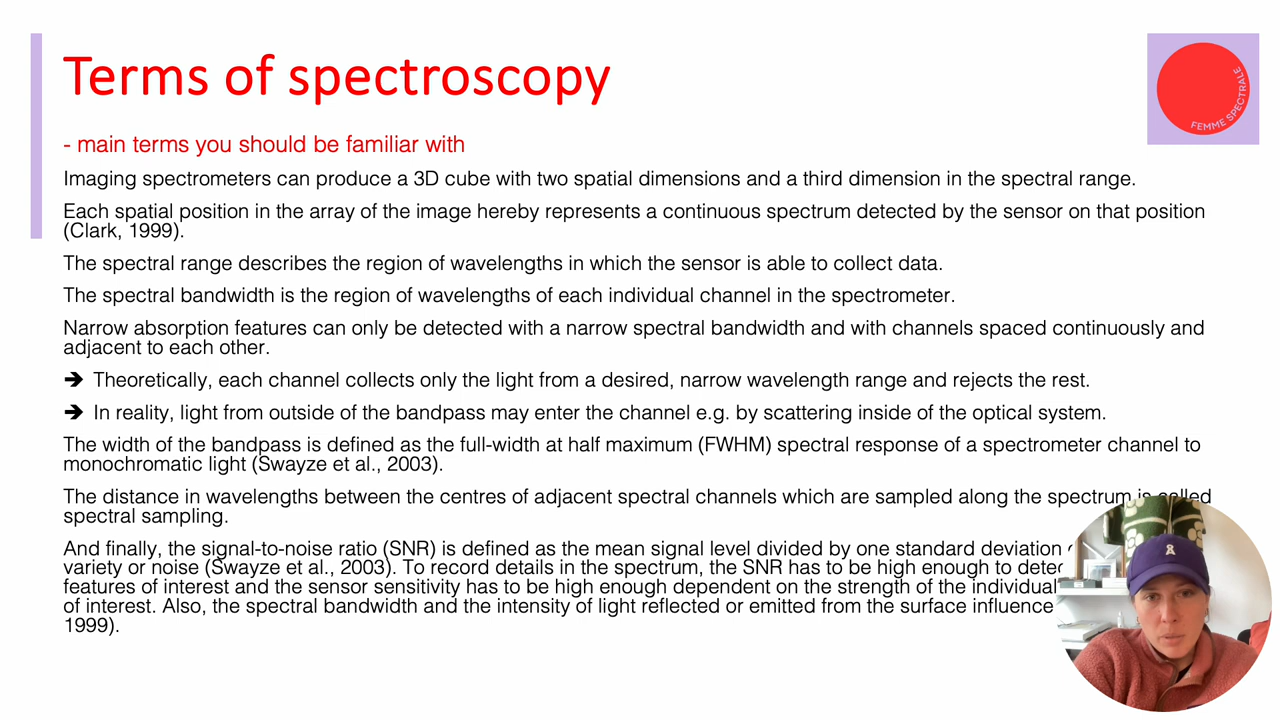 Terms of spectroscopy
FEMME SPECTRALE
- main terms you should be familiar with
Imaging spectrometers can produce a 3D cube with two spatial dimensions and a third dimension in the spectral range.
Each spatial position in the array of the image hereby represents a continuous spectrum detected by the sensor on that position
(Clark, 1999).
The spectral range describes the region of wavelengths in which the sensor is able to collect data.
The spectral bandwidth is the region of wavelengths of each individual channel in the spectrometer.
Narrow absorption features can only be detected with a narrow spectral bandwidth and with channels spaced continuously and
adjacent to each other.
➔ Theoretically, each channel collects only the light from a desired, narrow wavelength range and rejects the rest.
➔ In reality, light from outside of the bandpass may enter the channel e.g. by scattering inside of the optical system.
The width of the bandpass is defined as the full-width at half maximum (FWHM) spectral response of a spectrometer channel to
monochromatic light (Swayze et al., 2003).
The distance in wavelengths between the centres of adjacent spectral channels which are sampled along the spectrum is called
spectral sampling.
And finally, the signal-to-noise ratio (SNR) is defined as the mean signal level divided by one standard deviation
variety or noise (Swayze et al., 2003). To record details in the spectrum, the SNR has to be high enough to
features of interest and the sensor sensitivity has to be high enough dependent on the strength of the individual
of interest. Also, the spectral bandwidth and the intensity of light reflected or emitted from the surface influence
1999).